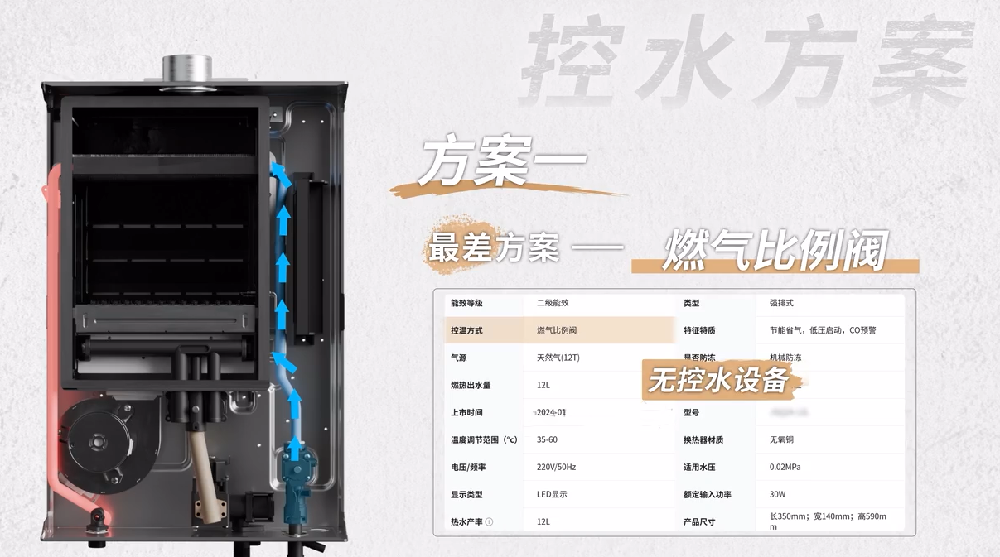 控水方案
方案一
最差方案 —— 燃气比例阀
能效等级 二级能效 类型 强排式
控温方式 燃气比例阀 特征特质 节能省气，低压启动，CO预警
气源 天然气(12T) 是否防冻 机械防冻
无控水设备
燃热出水量 12L
上市时间 2024-01 型号
温度调节范围（°c） 35-60 换热器材质 无氧铜
电压/频率 220V/50Hz 适用水压 0.02MPa
显示类型 LED显示 额定输入功率 30W
热水产率 12L 产品尺寸 长350mm；宽140mm；高590m
m